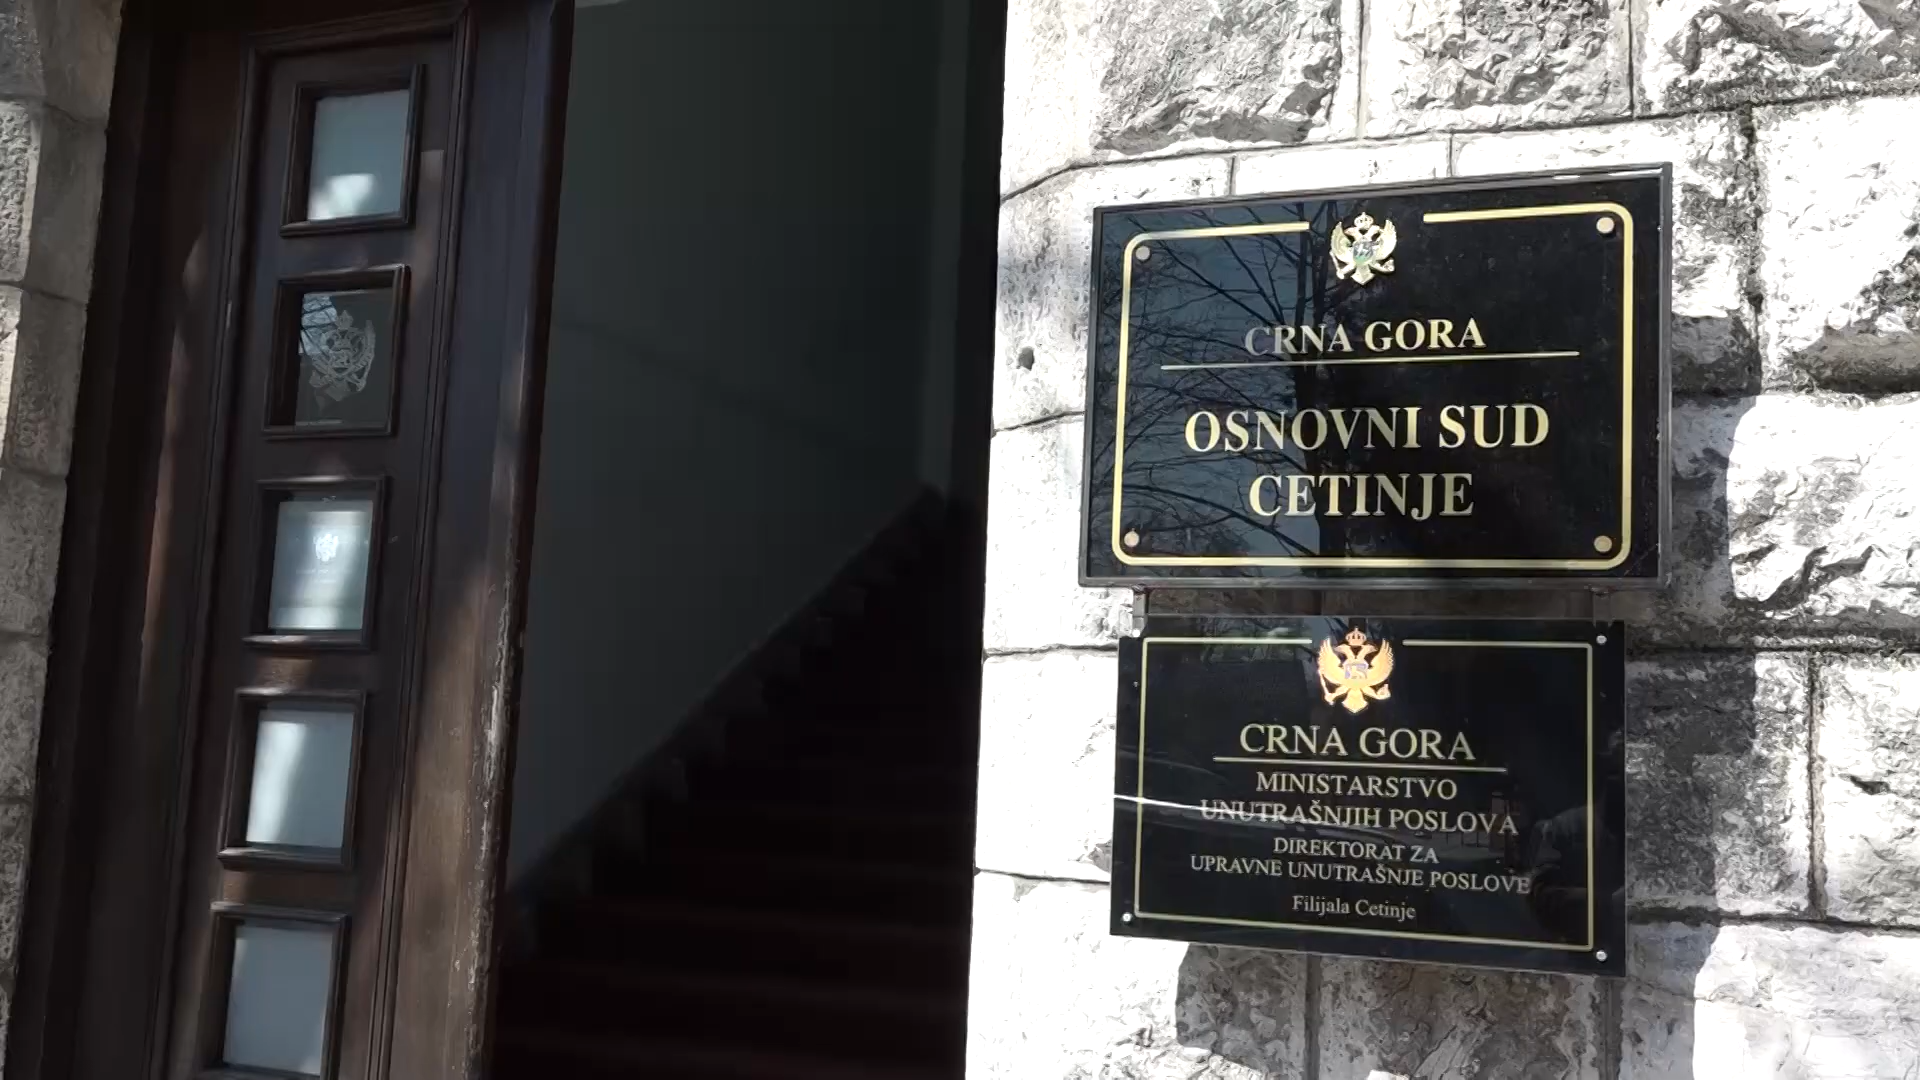 CRNA GORA
OSNOVNI SUD
CETINJE
CRNA GORA
MINISTARSTVO
UNUTRAŠNJIH POSLOVA
DIREKTORAT ZA
UPRAVNE UNUTRAŠNJE POSLOVE
Filijala Cetinje